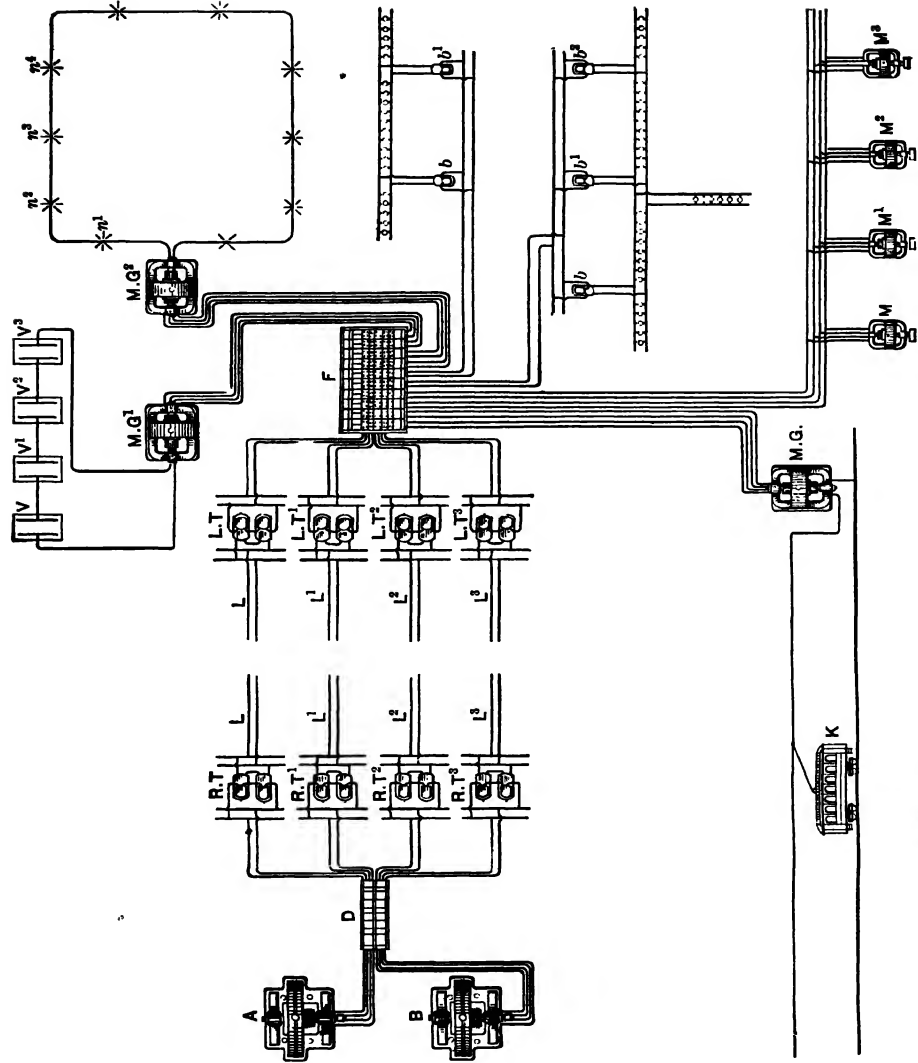 V V¹ V² V³
n¹ n² n³ n⁴
M.G¹ M.G²
A R.T L L L.T
R.T¹ L¹ L¹ L.T¹
D F
B R.T² L² L² L.T²
R.T³ L³ L³ L.T³
b b¹
b b¹ b²
M.G.
K
M M¹ M² M³